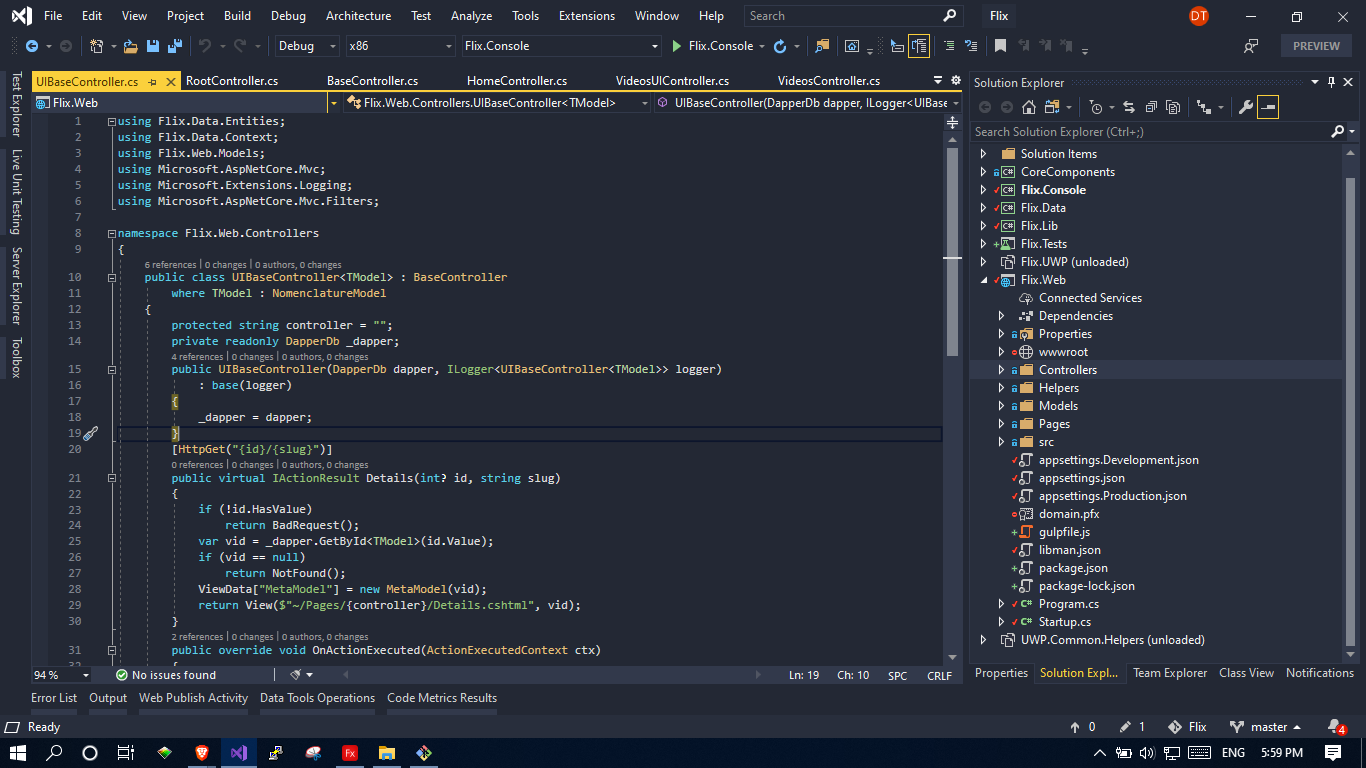 File Edit View Project Build Debug Architecture Test Analyze Tools Extensions Window Help Search Flix DT
Debug x86 Flix.Console Flix.Console PREVIEW
Test Explorer
Live Unit Testing
Server Explorer
Toolbox
UIBaseController.cs RootController.cs BaseController.cs HomeController.cs VideosUIController.cs VideosController.cs
Flix.Web Flix.Web.Controllers.UIBaseController<TModel> UIBaseController(DapperDb dapper, ILogger<UIBase
1 using Flix.Data.Entities;
2 using Flix.Data.Context;
3 using Flix.Web.Models;
4 using Microsoft.AspNetCore.Mvc;
5 using Microsoft.Extensions.Logging;
6 using Microsoft.AspNetCore.Mvc.Filters;
7
8 namespace Flix.Web.Controllers
9 {
6 references | 0 changes | 0 authors, 0 changes
10 public class UIBaseController<TModel> : BaseController
11 where TModel : NomenclatureModel
12 {
13 protected string controller = "";
14 private readonly DapperDb _dapper;
4 references | 0 changes | 0 authors, 0 changes
15 public UIBaseController(DapperDb dapper, ILogger<UIBaseController<TModel>> logger)
16 : base(logger)
17 {
18 _dapper = dapper;
19 }
20 [HttpGet("{id}/{slug}")]
0 references | 0 changes | 0 authors, 0 changes
21 public virtual IActionResult Details(int? id, string slug)
22 {
23 if (!id.HasValue)
24 return BadRequest();
25 var vid = _dapper.GetById<TModel>(id.Value);
26 if (vid == null)
27 return NotFound();
28 ViewData["MetaModel"] = new MetaModel(vid);
29 return View($"~/Pages/{controller}/Details.cshtml", vid);
30 }
2 references | 0 changes | 0 authors, 0 changes
31 public override void OnActionExecuted(ActionExecutedContext ctx)
32 {
94 % No issues found Ln: 19 Ch: 10 SPC CRLF
Solution Explorer
Search Solution Explorer (Ctrl+;)
Solution Items
CoreComponents
Flix.Console
Flix.Data
Flix.Lib
Flix.Tests
Flix.UWP (unloaded)
Flix.Web
Connected Services
Dependencies
Properties
wwwroot
Controllers
Helpers
Models
Pages
src
appsettings.Development.json
appsettings.json
appsettings.Production.json
domain.pfx
gulpfile.js
libman.json
package.json
package-lock.json
Program.cs
Startup.cs
UWP.Common.Helpers (unloaded)
Properties Solution Expl... Team Explorer Class View Notifications
Error List Output Web Publish Activity Data Tools Operations Code Metrics Results
Ready 0 1 Flix master 4
Fx ENG 5:59 PM